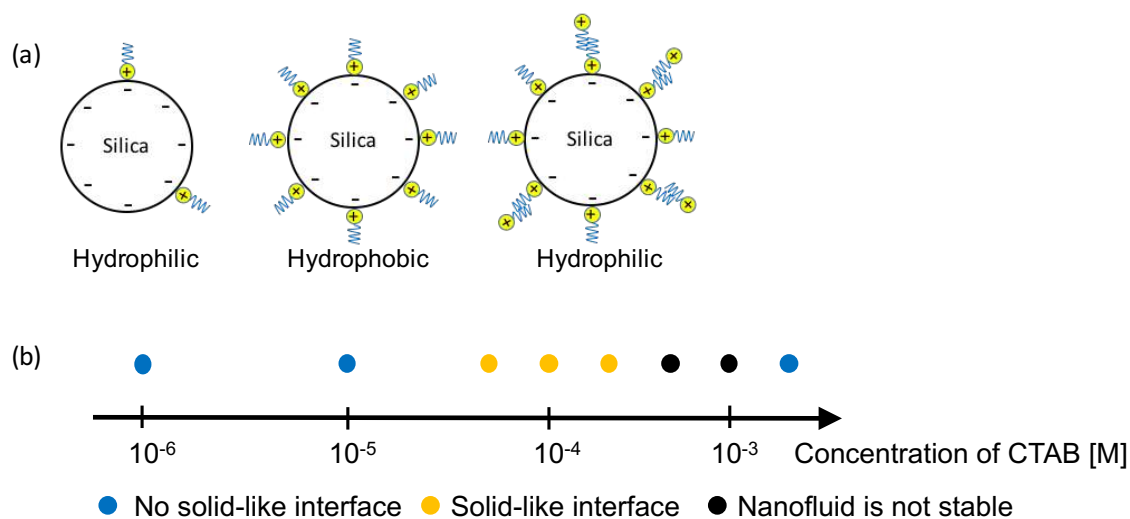 (a)
Silica Silica Silica
Hydrophilic Hydrophobic Hydrophilic
(b)
10⁻⁶ 10⁻⁵ 10⁻⁴ 10⁻³ Concentration of CTAB [M]
No solid-like interface Solid-like interface Nanofluid is not stable